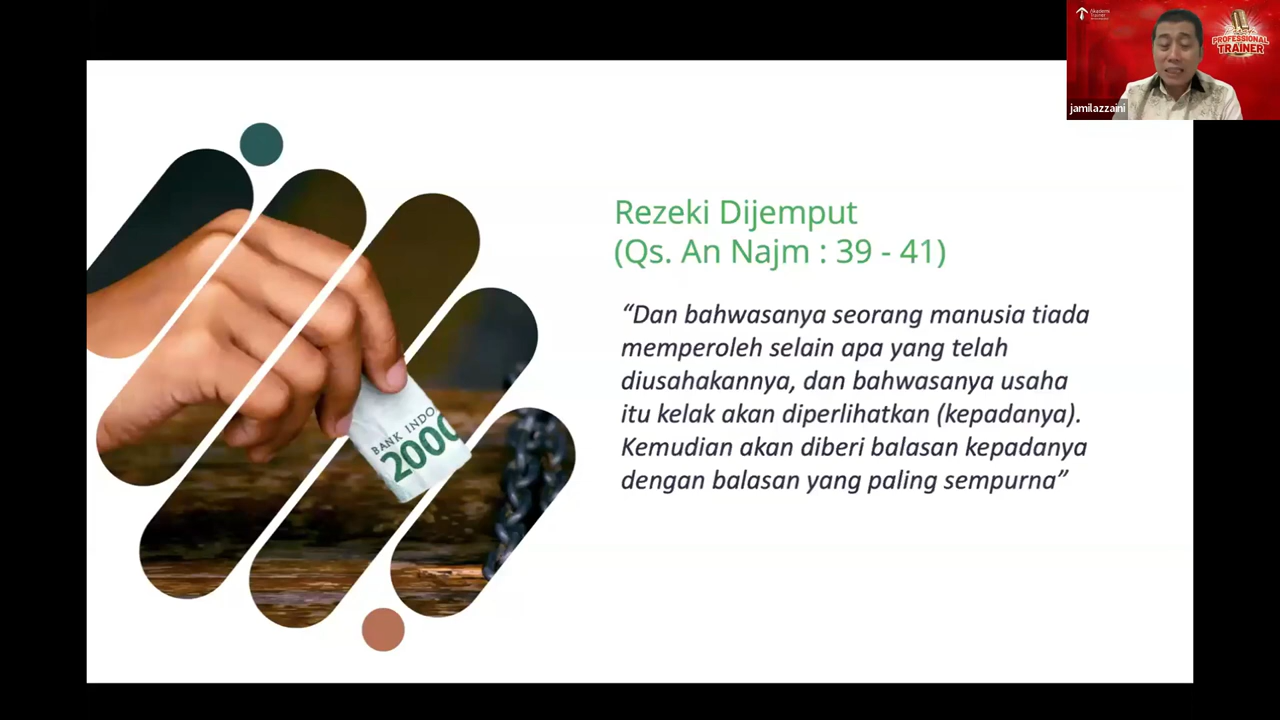 Akademi
Trainer
PROFESSIONAL
TRAINER
jamilazzaini
Rezeki Dijemput
(Qs. An Najm : 39 - 41)
“Dan bahwasanya seorang manusia tiada
memperoleh selain apa yang telah
diusahakannya, dan bahwasanya usaha
itu kelak akan diperlihatkan (kepadanya).
Kemudian akan diberi balasan kepadanya
dengan balasan yang paling sempurna”
BANK INDO
2000